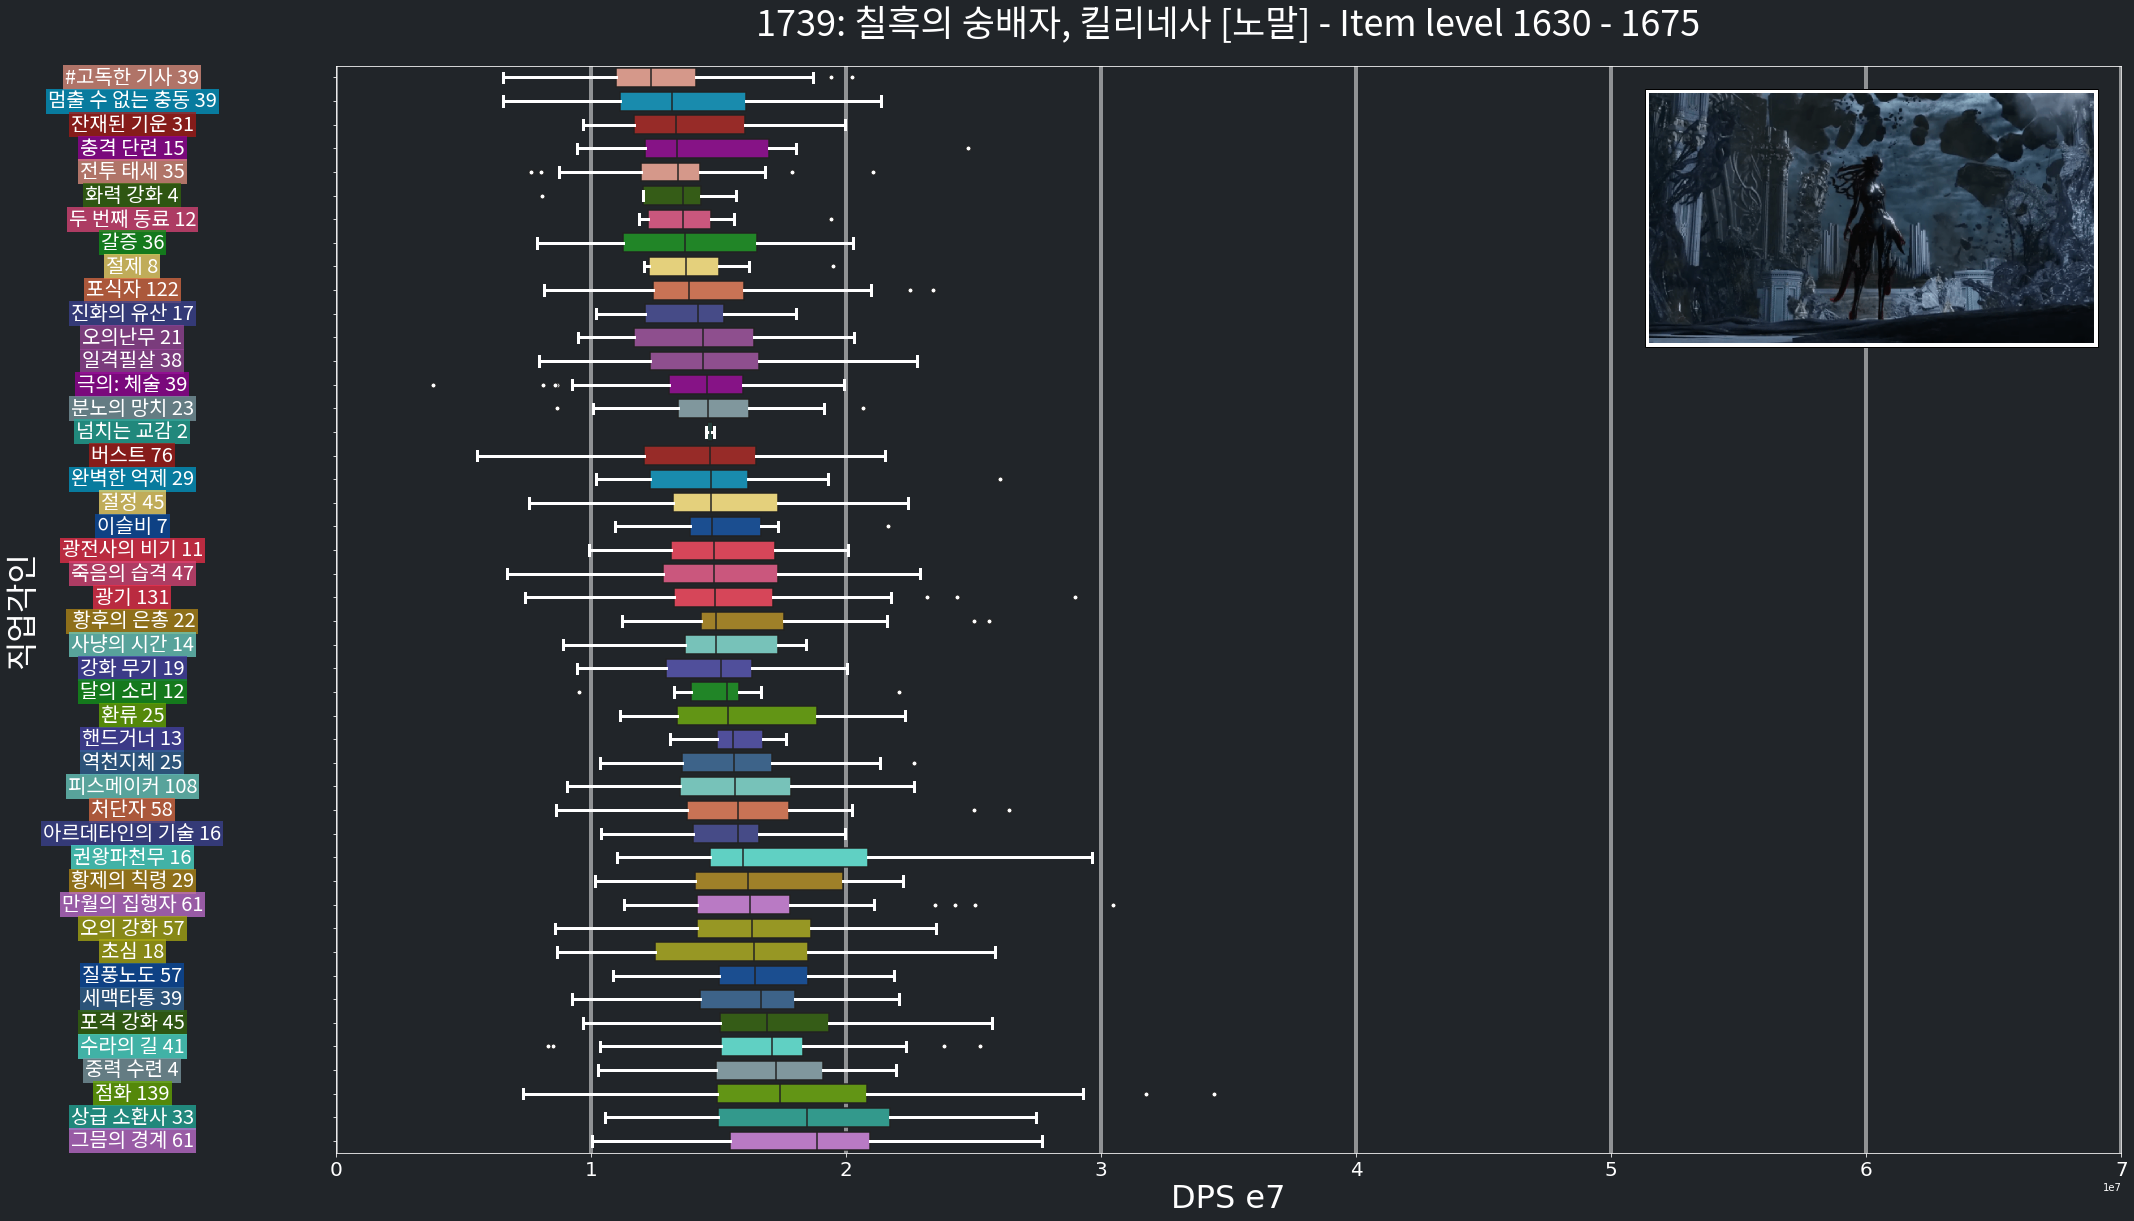 1739: 칠흑의 숭배자, 킬리네사 [노말] - Item level 1630 - 1675
직업각인
#고독한 기사 39
멈출 수 없는 충동 39
잔재된 기운 31
충격 단련 15
전투 태세 35
화력 강화 4
두 번째 동료 12
갈증 36
절제 8
포식자 122
진화의 유산 17
오의난무 21
일격필살 38
극의: 체술 39
분노의 망치 23
넘치는 교감 2
버스트 76
완벽한 억제 29
절정 45
이슬비 7
광전사의 비기 11
죽음의 습격 47
광기 131
황후의 은총 22
사냥의 시간 14
강화 무기 19
달의 소리 12
환류 25
핸드거너 13
역천지체 25
피스메이커 108
처단자 58
아르데타인의 기술 16
권왕파천무 16
황제의 칙령 29
만월의 집행자 61
오의 강화 57
초심 18
질풍노도 57
세맥타통 39
포격 강화 45
수라의 길 41
중력 수련 4
점화 139
상급 소환사 33
그믐의 경계 61
0 1 2 3 4 5 6 7
DPS e7
1e7